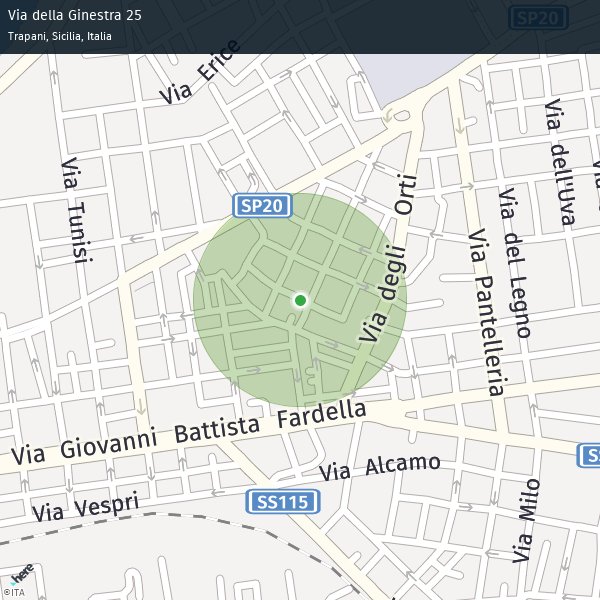 Via della Ginestra 25
SP20
Trapani, Sicilia, Italia
Via Erice
Via dell'Uva
Via Tunisi
Via degli Orti
SP20
Via del Legno
Via Pantelleria
Via Giovanni Battista Fardella
Via Alcamo
Via Vespri
SS115
Via Milo
here
©ITA